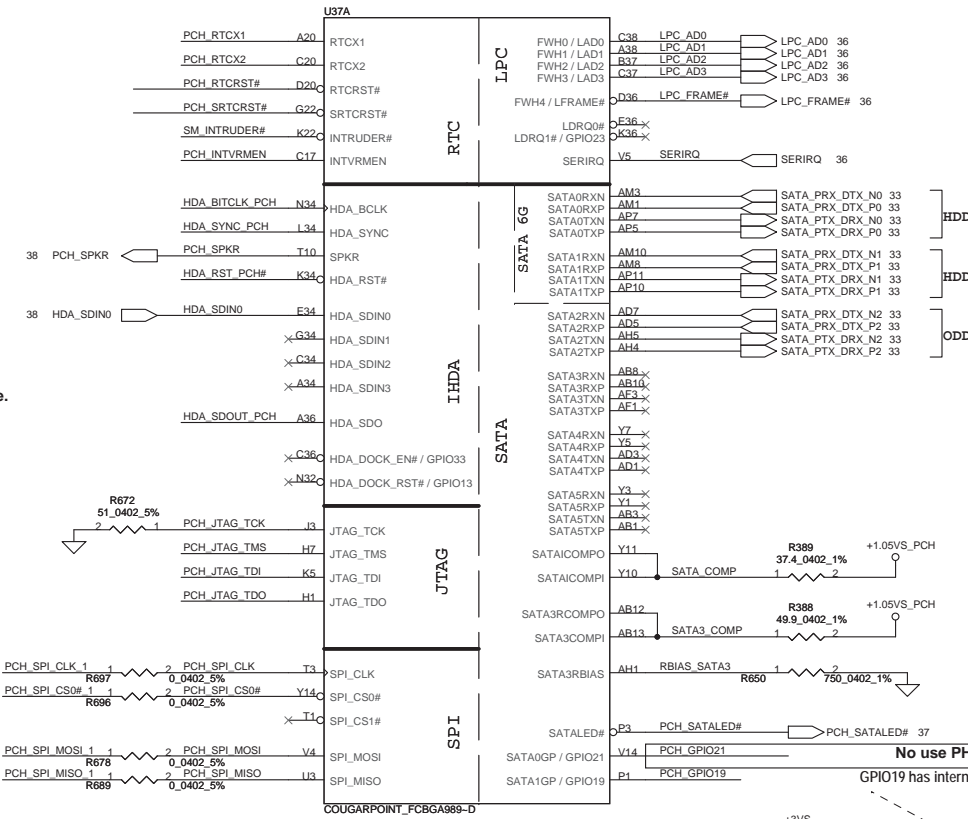 U37A
PCH_RTCX1 A20 RTCX1
PCH_RTCX2 C20 RTCX2
PCH_RTCRST# D20 RTCRST#
PCH_SRTCRST# G22 SRTCRST#
SM_INTRUDER# K22 INTRUDER#
PCH_INTVRMEN C17 INTVRMEN
RTC
LPC
FWH0 / LAD0 C38 LPC_AD0 LPC_AD0 36
FWH1 / LAD1 A38 LPC_AD1 LPC_AD1 36
FWH2 / LAD2 B37 LPC_AD2 LPC_AD2 36
FWH3 / LAD3 C37 LPC_AD3 LPC_AD3 36
FWH4 / LFRAME# D36 LPC_FRAME# LPC_FRAME# 36
LDRQ0# E36
LDRQ1# / GPIO23 K36
SERIRQ V5 SERIRQ SERIRQ 36
HDA_BITCLK_PCH N34 HDA_BCLK
HDA_SYNC_PCH L34 HDA_SYNC
38 PCH_SPKR PCH_SPKR T10 SPKR
HDA_RST_PCH# K34 HDA_RST#
38 HDA_SDIN0 HDA_SDIN0 E34 HDA_SDIN0
G34 HDA_SDIN1
C34 HDA_SDIN2
A34 HDA_SDIN3
e.
HDA_SDOUT_PCH A36 HDA_SDO
C36 HDA_DOCK_EN# / GPIO33
N32 HDA_DOCK_RST# / GPIO13
IHDA
SATA 6G
SATA0RXN AM3 SATA_PRX_DTX_N0 33
SATA0RXP AM1 SATA_PRX_DTX_P0 33
SATA0TXN AP7 SATA_PTX_DRX_N0 33
SATA0TXP AP5 SATA_PTX_DRX_P0 33
HDD
SATA1RXN AM10 SATA_PRX_DTX_N1 33
SATA1RXP AM8 SATA_PRX_DTX_P1 33
SATA1TXN AP11 SATA_PTX_DRX_N1 33
SATA1TXP AP10 SATA_PTX_DRX_P1 33
HDD
SATA2RXN AD7 SATA_PRX_DTX_N2 33
SATA2RXP AD5 SATA_PRX_DTX_P2 33
SATA2TXN AH5 SATA_PTX_DRX_N2 33
SATA2TXP AH4 SATA_PTX_DRX_P2 33
ODD
SATA
SATA3RXN AB8
SATA3RXP AB10
SATA3TXN AF3
SATA3TXP AF1
SATA4RXN Y7
SATA4RXP Y5
SATA4TXN AD3
SATA4TXP AD1
SATA5RXN Y3
SATA5RXP Y1
SATA5TXN AB3
SATA5TXP AB1
R672
51_0402_5%
2 1 PCH_JTAG_TCK J3 JTAG_TCK
PCH_JTAG_TMS H7 JTAG_TMS
PCH_JTAG_TDI K5 JTAG_TDI
PCH_JTAG_TDO H1 JTAG_TDO
JTAG
SATAICOMPO Y11
R389
37.4_0402_1%
+1.05VS_PCH
SATAICOMPI Y10 SATA_COMP 1 2
SATA3RCOMPO AB12
R388
49.9_0402_1%
+1.05VS_PCH
SATA3COMPI AB13 SATA3_COMP 1 2
SATA3RBIAS AH1 RBIAS_SATA3 1 2
R650 750_0402_1%
PCH_SPI_CLK_1 1 2 PCH_SPI_CLK T3 SPI_CLK
R697 0_0402_5%
PCH_SPI_CS0#_1 1 2 PCH_SPI_CS0# Y14 SPI_CS0#
R696 0_0402_5%
T1 SPI_CS1#
PCH_SPI_MOSI_1 1 2 PCH_SPI_MOSI V4 SPI_MOSI
R678 0_0402_5%
PCH_SPI_MISO_1 1 2 PCH_SPI_MISO U3 SPI_MISO
R689 0_0402_5%
SPI
SATALED# P3 PCH_SATALED# PCH_SATALED# 37
SATA0GP / GPIO21 V14 PCH_GPIO21
No use PH
SATA1GP / GPIO19 P1 PCH_GPIO19
GPIO19 has intern
COUGARPOINT_FCBGA989~D
+3VS